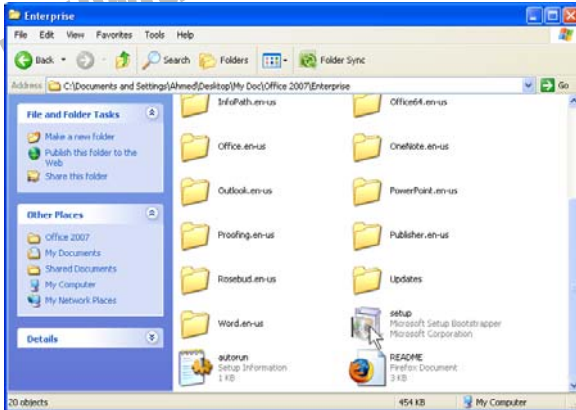 Enterprise
File Edit View Favorites Tools Help
Back Search Folders Folder Sync
Address C:\Documents and Settings\Ahmed\Desktop\My Doc\Office 2007\Enterprise Go
File and Folder Tasks
Make a new folder
Publish this folder to the
Web
Share this folder
Other Places
Office 2007
My Documents
Shared Documents
My Computer
My Network Places
Details
InfoPath.en-us Office64.en-us
Office.en-us OneNote.en-us
Outlook.en-us PowerPoint.en-us
Proofing.en-us Publisher.en-us
Rosebud.en-us Updates
Word.en-us
setup
Microsoft Setup Bootstrapper
Microsoft Corporation
autorun
Setup Information
1 KB
README
Firefox Document
3 KB
20 objects 454 KB My Computer